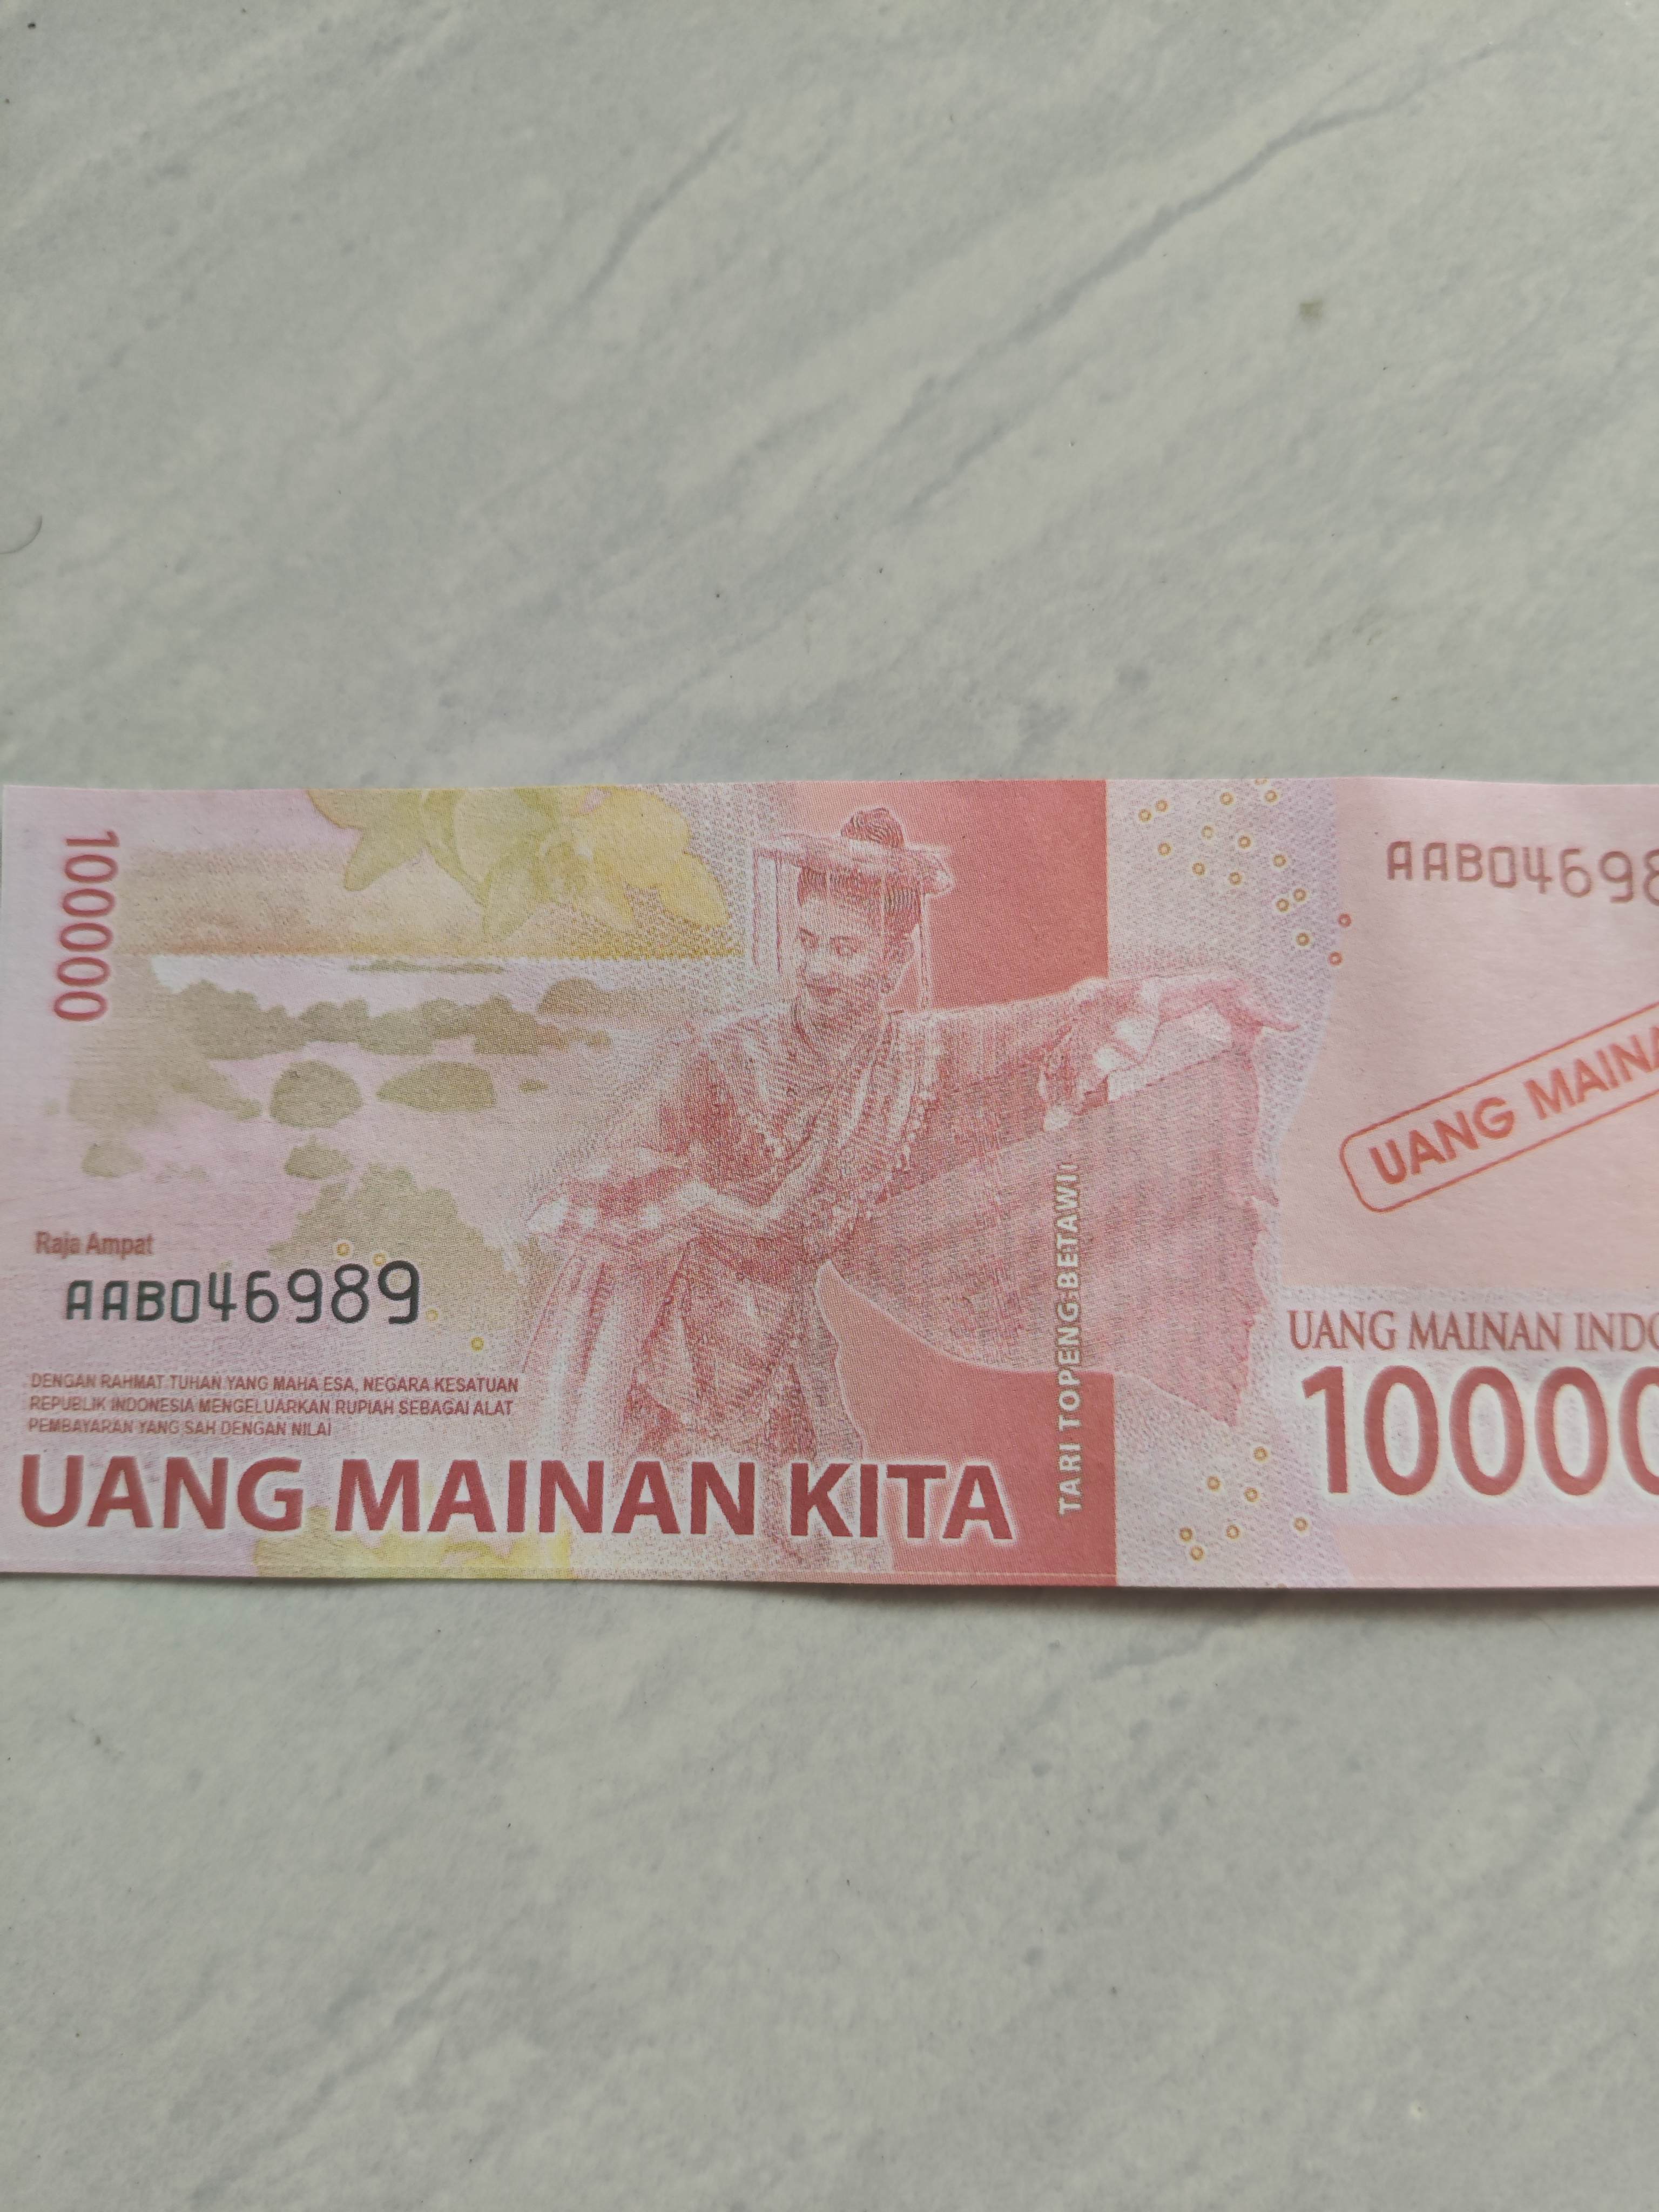 100000
AAB04698
UANG MAINA
Raja Ampat
AAB046989
TARI TOPENG BETAWI
DENGAN RAHMAT TUHAN YANG MAHA ESA, NEGARA KESATUAN
REPUBLIK INDONESIA MENGELUARKAN RUPIAH SEBAGAI ALAT
PEMBAYARAN YANG SAH DENGAN NILAI
UANG MAINAN KITA
UANG MAINAN INDO
10000